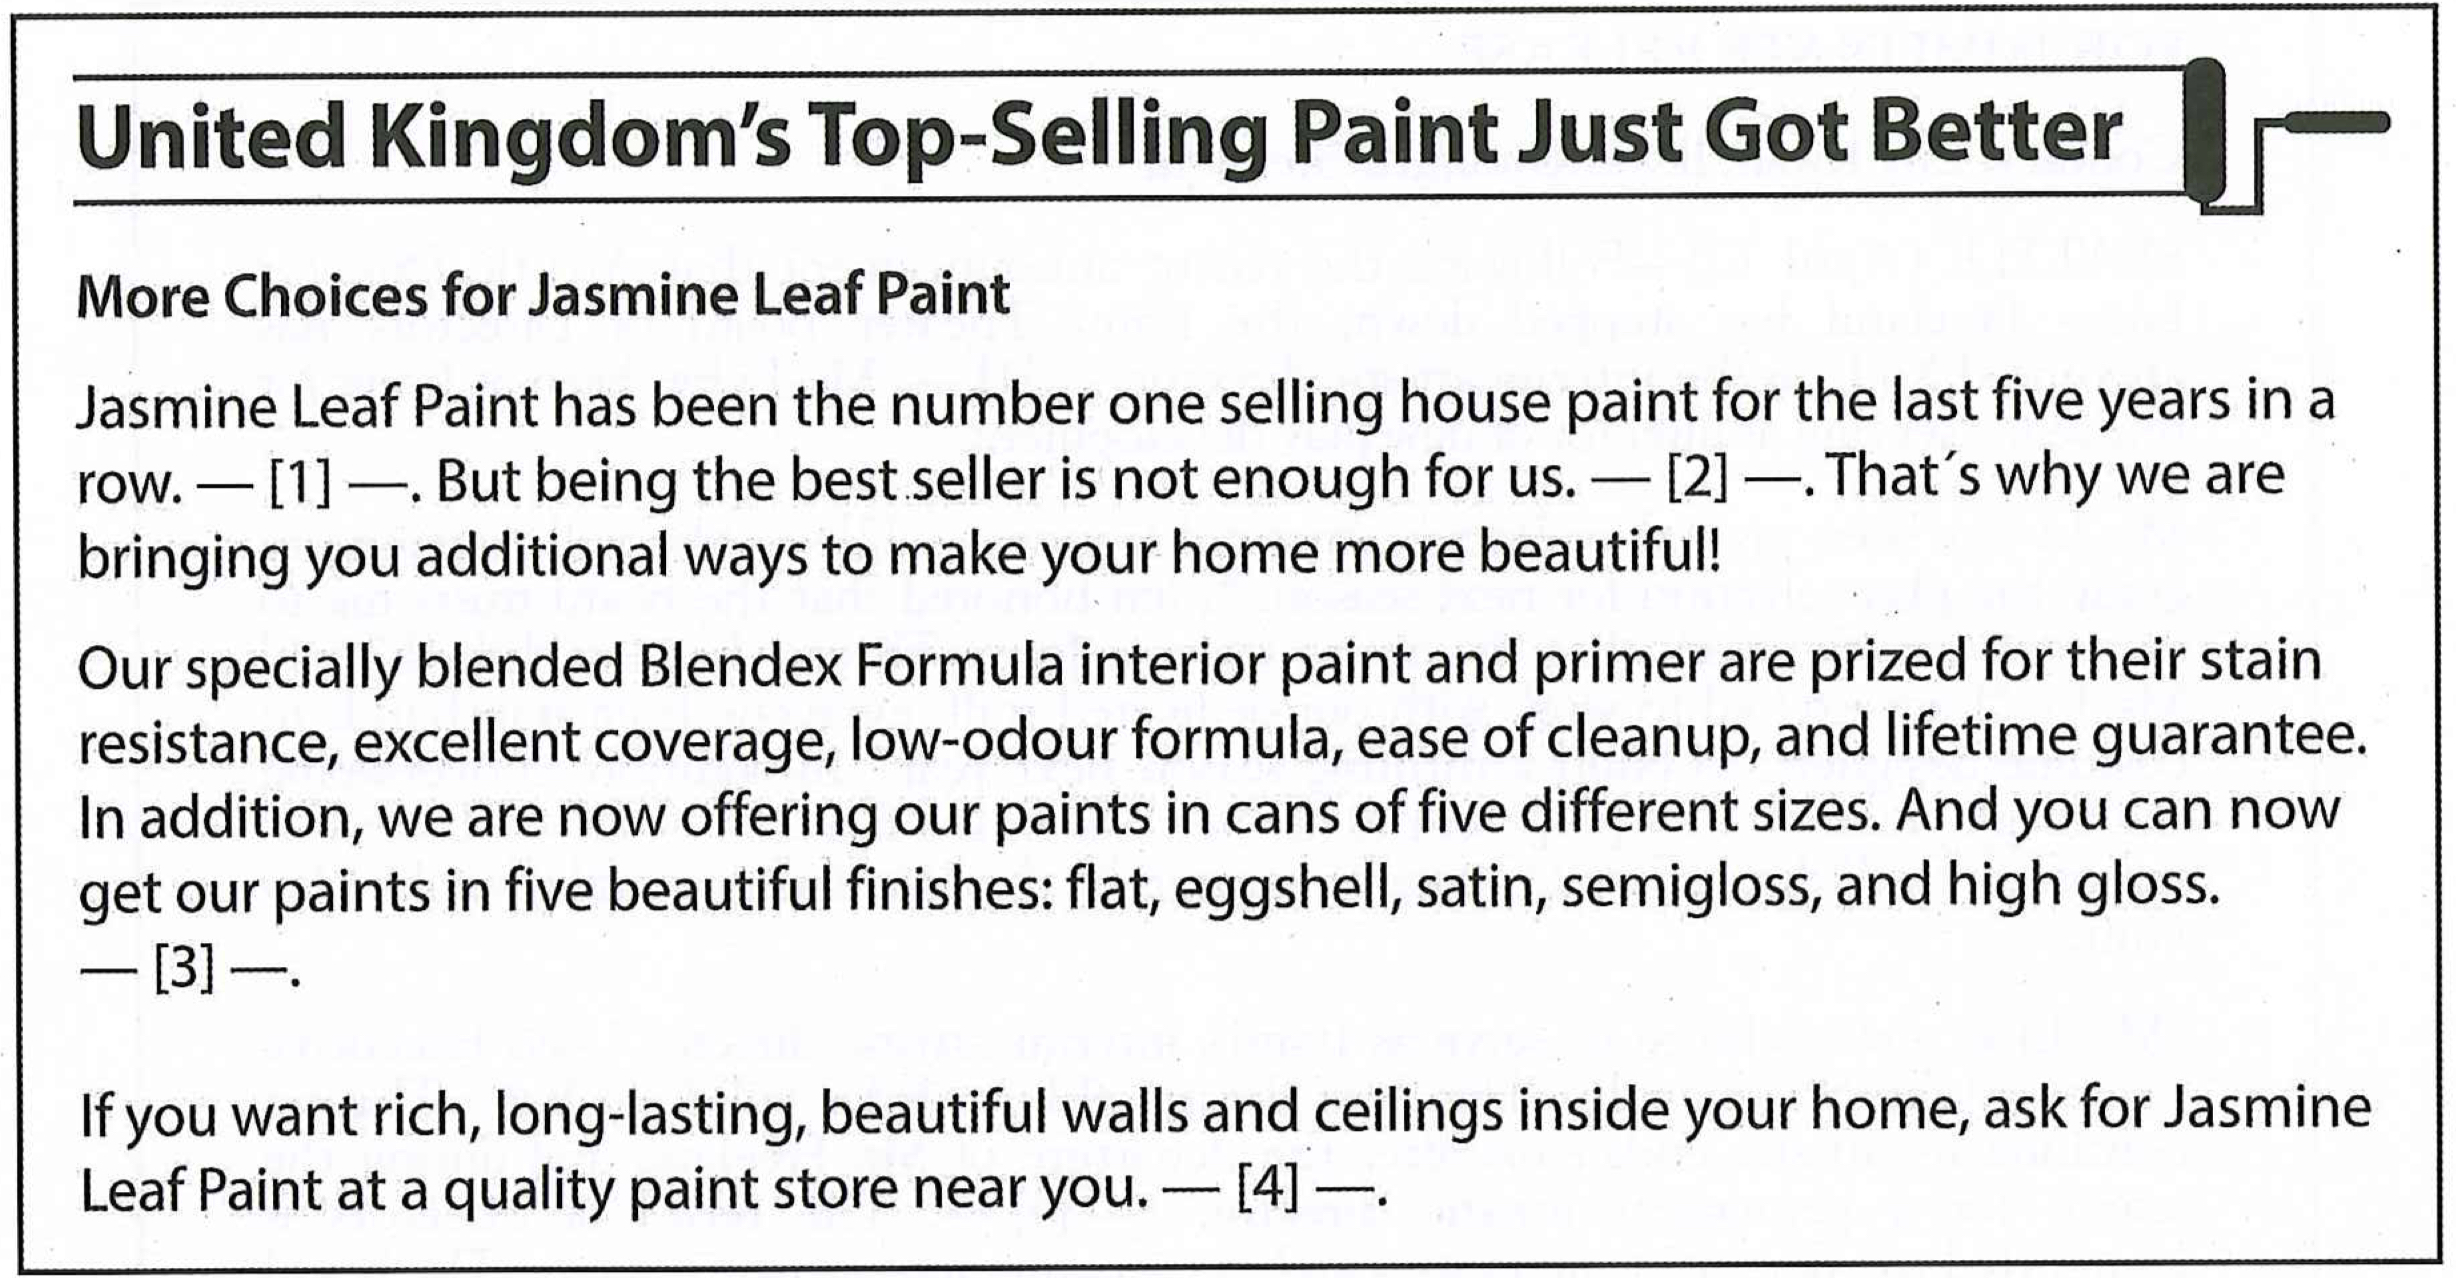 United Kingdom's Top-Selling Paint Just Got Better
More Choices for Jasmine Leaf Paint
Jasmine Leaf Paint has been the number one selling house paint for the last five years in a
row. — [1] —. But being the best seller is not enough for us. — [2] —. That´s why we are
bringing you additional ways to make your home more beautiful!
Our specially blended Blendex Formula interior paint and primer are prized for their stain
resistance, excellent coverage, low-odour formula, ease of cleanup, and lifetime guarantee.
In addition, we are now offering our paints in cans of five different sizes. And you can now
get our paints in five beautiful finishes: flat, eggshell, satin, semigloss, and high gloss.
— [3] —.
If you want rich, long-lasting, beautiful walls and ceilings inside your home, ask for Jasmine
Leaf Paint at a quality paint store near you. — [4] —.